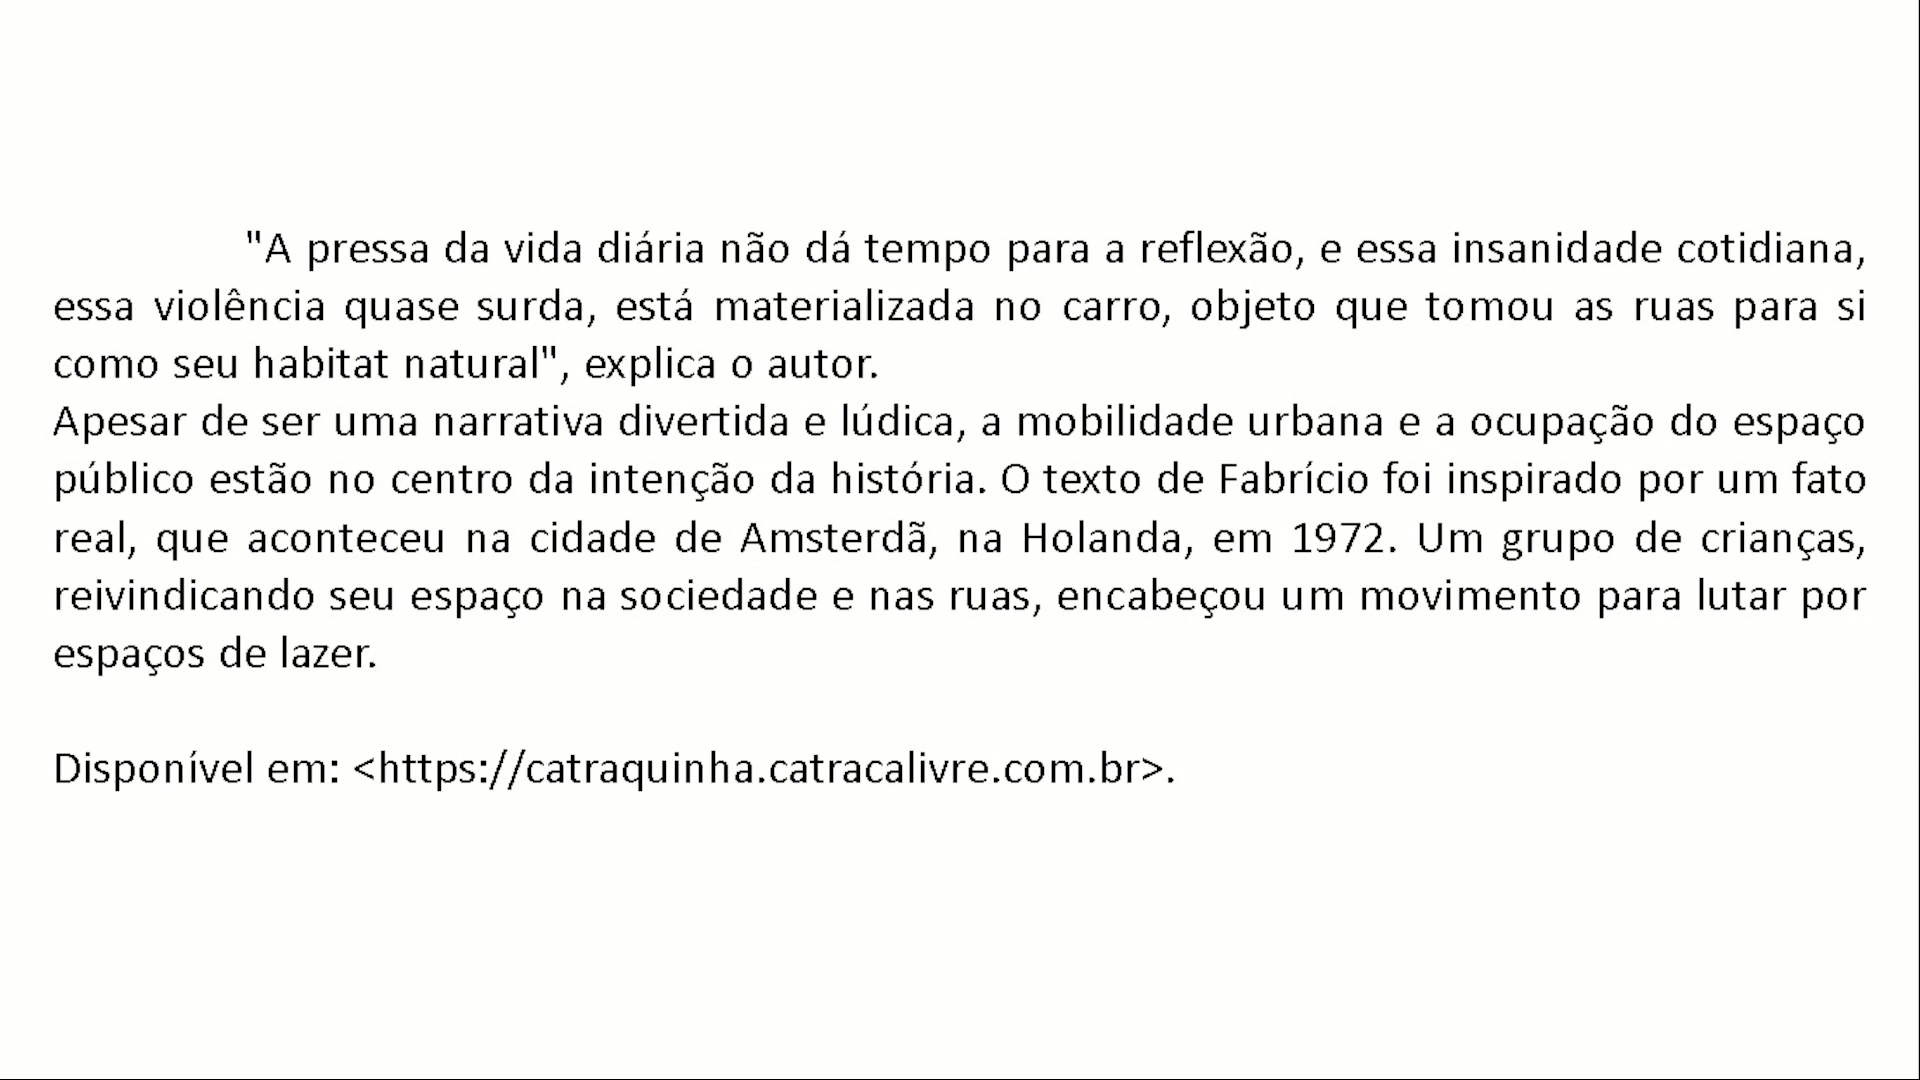 "A pressa da vida diária não dá tempo para a reflexão, e essa insanidade cotidiana,
essa violência quase surda, está materializada no carro, objeto que tomou as ruas para si
como seu habitat natural", explica o autor.
Apesar de ser uma narrativa divertida e lúdica, a mobilidade urbana e a ocupação do espaço
público estão no centro da intenção da história. O texto de Fabrício foi inspirado por um fato
real, que aconteceu na cidade de Amsterdã, na Holanda, em 1972. Um grupo de crianças,
reivindicando seu espaço na sociedade e nas ruas, encabeçou um movimento para lutar por
espaços de lazer.
Disponível em: <https://catraquinha.catracalivre.com.br>.